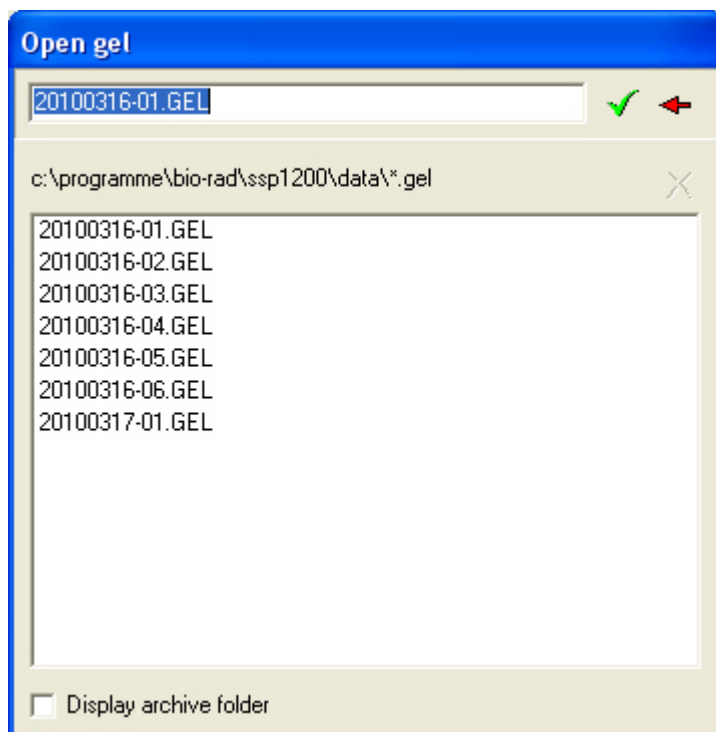 Open gel
20100316-01.GEL
c:\programme\bio-rad\ssp1200\data\*.gel
20100316-01.GEL
20100316-02.GEL
20100316-03.GEL
20100316-04.GEL
20100316-05.GEL
20100316-06.GEL
20100317-01.GEL
Display archive folder